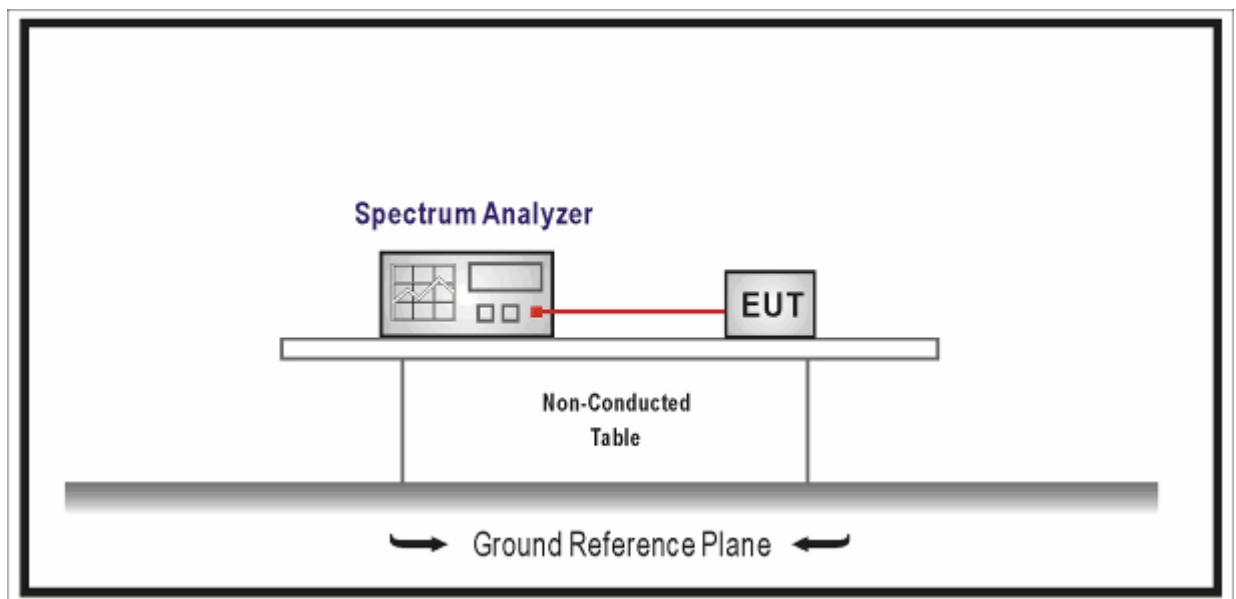 Spectrum Analyzer
EUT
Non-Conducted
Table
Ground Reference Plane